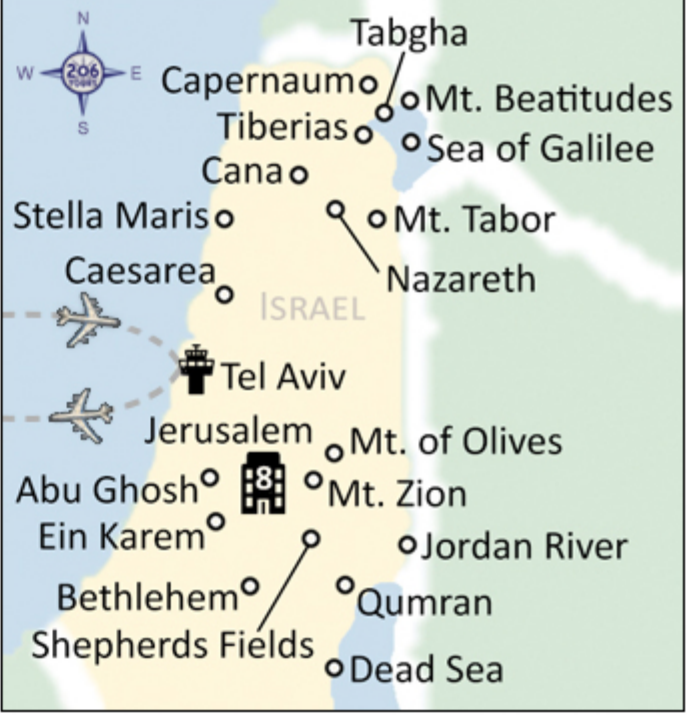 N
W 206 E
TOURS
S
Tabgha
Capernaum
Mt. Beatitudes
Tiberias
Sea of Galilee
Cana
Stella Maris
Mt. Tabor
Caesarea
Nazareth
ISRAEL
Tel Aviv
Jerusalem
Mt. of Olives
8
Abu Ghosh
Mt. Zion
Ein Karem
Jordan River
Bethlehem
Qumran
Shepherds Fields
Dead Sea